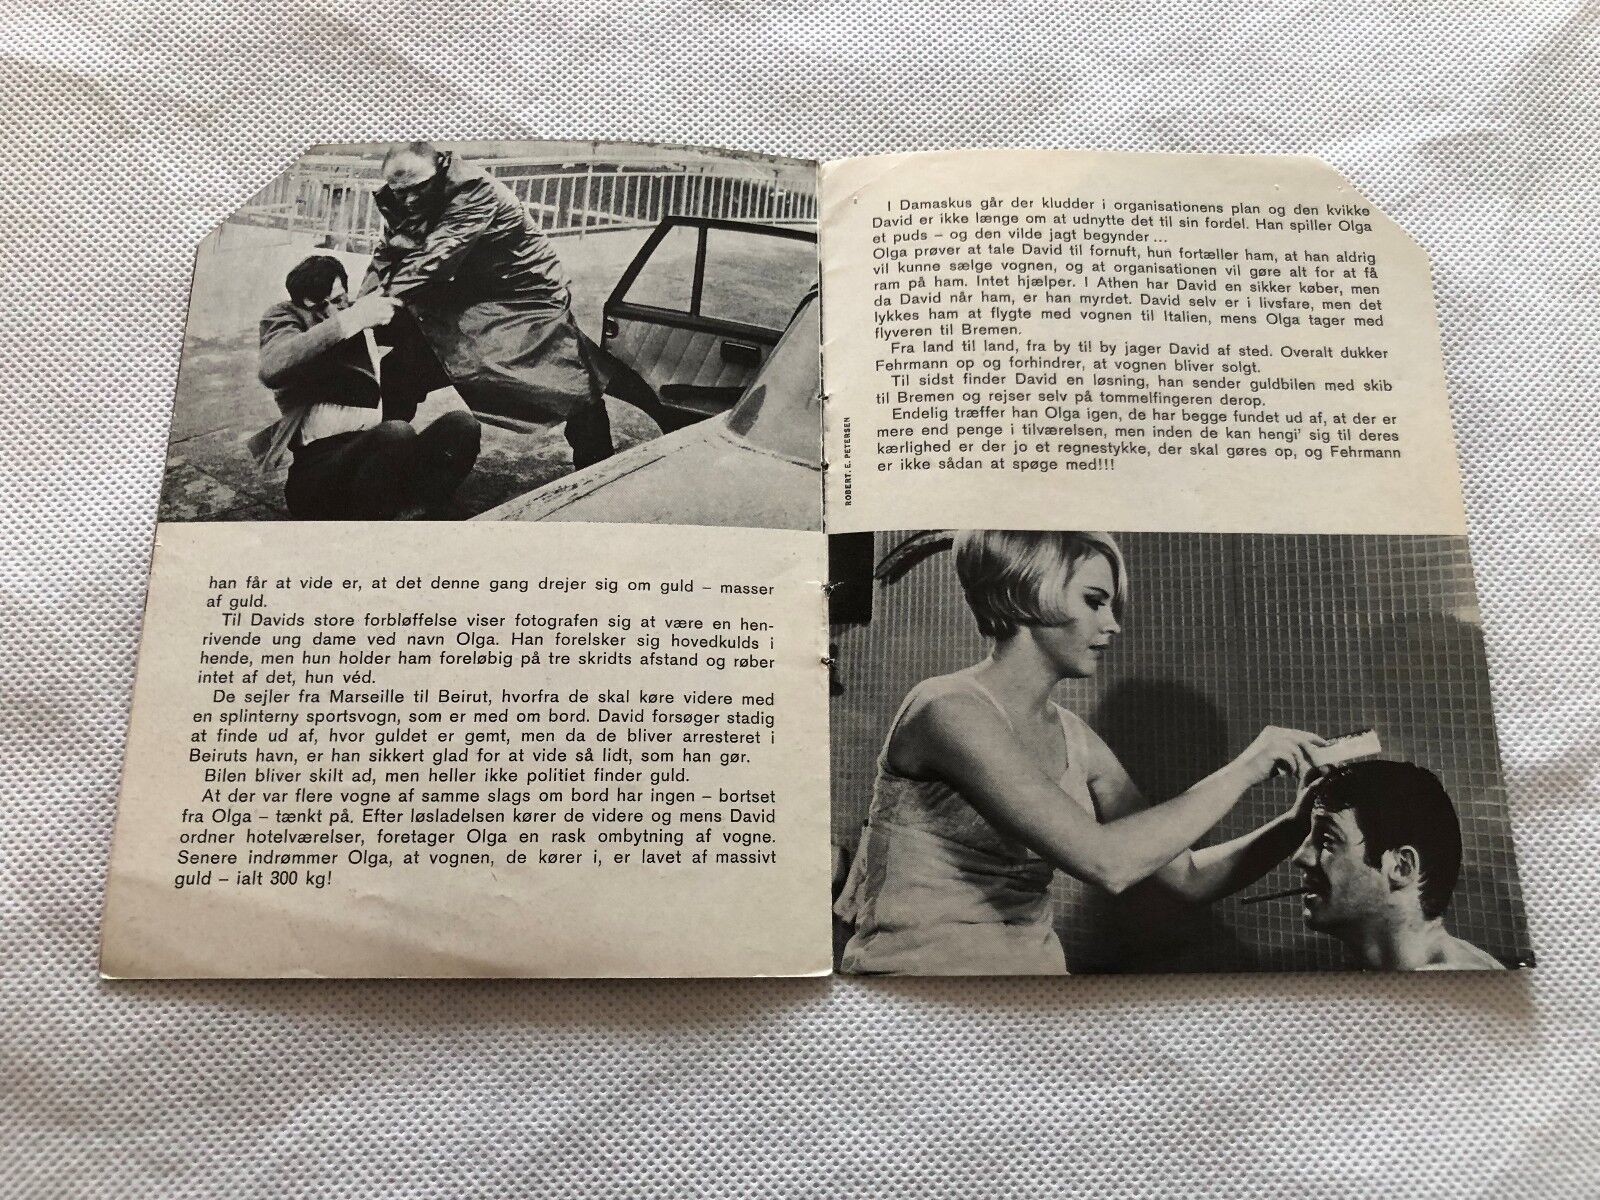 han får at vide er, at det denne gang drejer sig om guld – masser
af guld.
Til Davids store forbløffelse viser fotografen sig at være en hen-
rivende ung dame ved navn Olga. Han forelsker sig hovedkulds i
hende, men hun holder ham foreløbig på tre skridts afstand og røber
intet af det, hun véd.
De sejler fra Marseille til Beirut, hvorfra de skal køre videre med
en splinterny sportsvogn, som er med om bord. David forsøger stadig
at finde ud af, hvor guldet er gemt, men da de bliver arresteret i
Beiruts havn, er han sikkert glad for at vide så lidt, som han gør.
Bilen bliver skilt ad, men heller ikke politiet finder guld.
At der var flere vogne af samme slags om bord har ingen – bortset
fra Olga – tænkt på. Efter løsladelsen kører de videre og mens David
ordner hotelværelser, foretager Olga en rask ombytning af vogne.
Senere indrømmer Olga, at vognen, de kører i, er lavet af massivt
guld – ialt 300 kg!
I Damaskus går der kludder i organisationens plan og den kvikke
David er ikke længe om at udnytte det til sin fordel. Han spiller Olga
et puds – og den vilde jagt begynder ...
Olga prøver at tale David til fornuft, hun fortæller ham, at han aldrig
vil kunne sælge vognen, og at organisationen vil gøre alt for at få
ram på ham. Intet hjælper. I Athen har David en sikker køber, men
da David når ham, er han myrdet. David selv er i livsfare, men det
lykkes ham at flygte med vognen til Italien, mens Olga tager med
flyveren til Bremen.
Fra land til land, fra by til by jager David af sted. Overalt dukker
Fehrmann op og forhindrer, at vognen bliver solgt.
Til sidst finder David en løsning, han sender guldbilen med skib
til Bremen og rejser selv på tommelfingeren derop.
Endelig træffer han Olga igen, de har begge fundet ud af, at der er
mere end penge i tilværelsen, men inden de kan hengi' sig til deres
kærlighed er der jo et regnestykke, der skal gøres op, og Fehrmann
er ikke sådan at spøge med!!!
ROBERT. E. PETERSEN